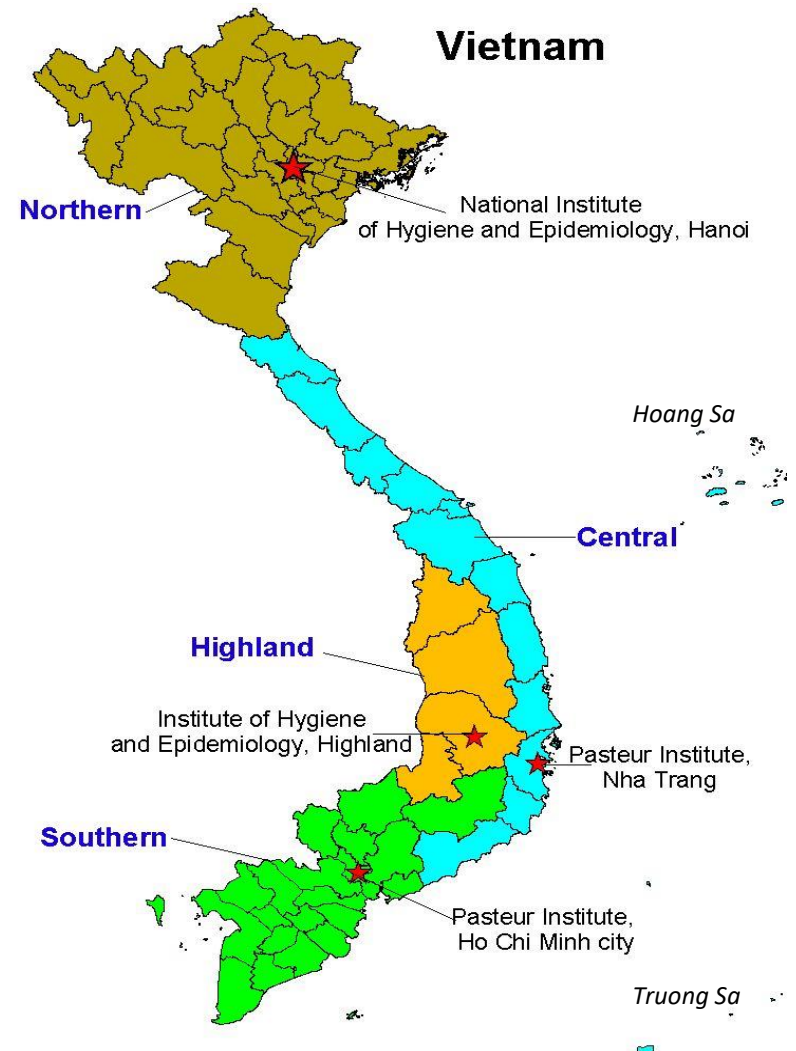 Vietnam
Northern
National Institute
of Hygiene and Epidemiology, Hanoi
Hoang Sa
Central
Highland
Institute of Hygiene
and Epidemiology, Highland
Pasteur Institute,
Nha Trang
Southern
Pasteur Institute,
Ho Chi Minh city
Truong Sa